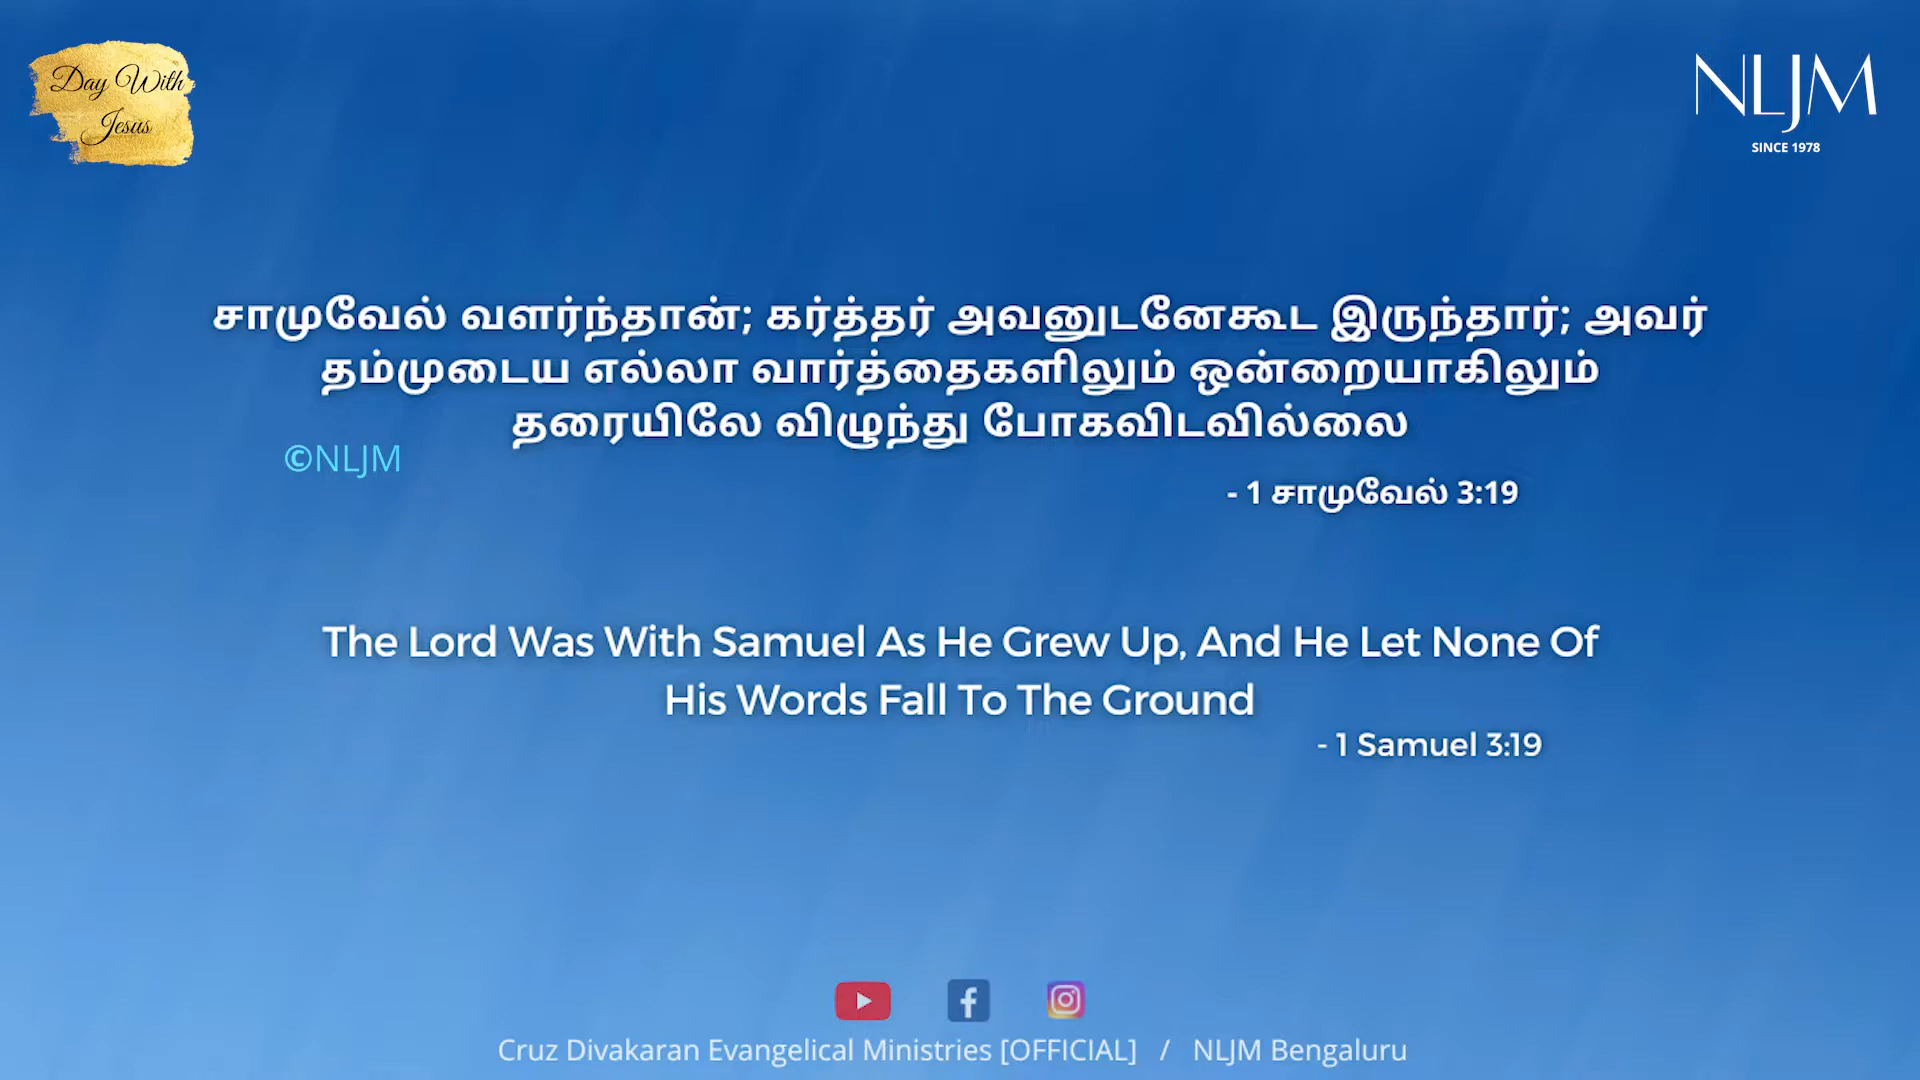 Day With
Jesus
NLJM
SINCE 1978
சாமுவேல் வளர்ந்தான்; கர்த்தர் அவனுடனேகூட இருந்தார்; அவர்
தம்முடைய எல்லா வார்த்தைகளிலும் ஒன்றையாகிலும்
தரையிலே விழுந்து போகவிடவில்லை
©NLJM
- 1 சாமுவேல் 3:19
The Lord Was With Samuel As He Grew Up, And He Let None Of
His Words Fall To The Ground
- 1 Samuel 3:19
Cruz Divakaran Evangelical Ministries [OFFICIAL] / NLJM Bengaluru